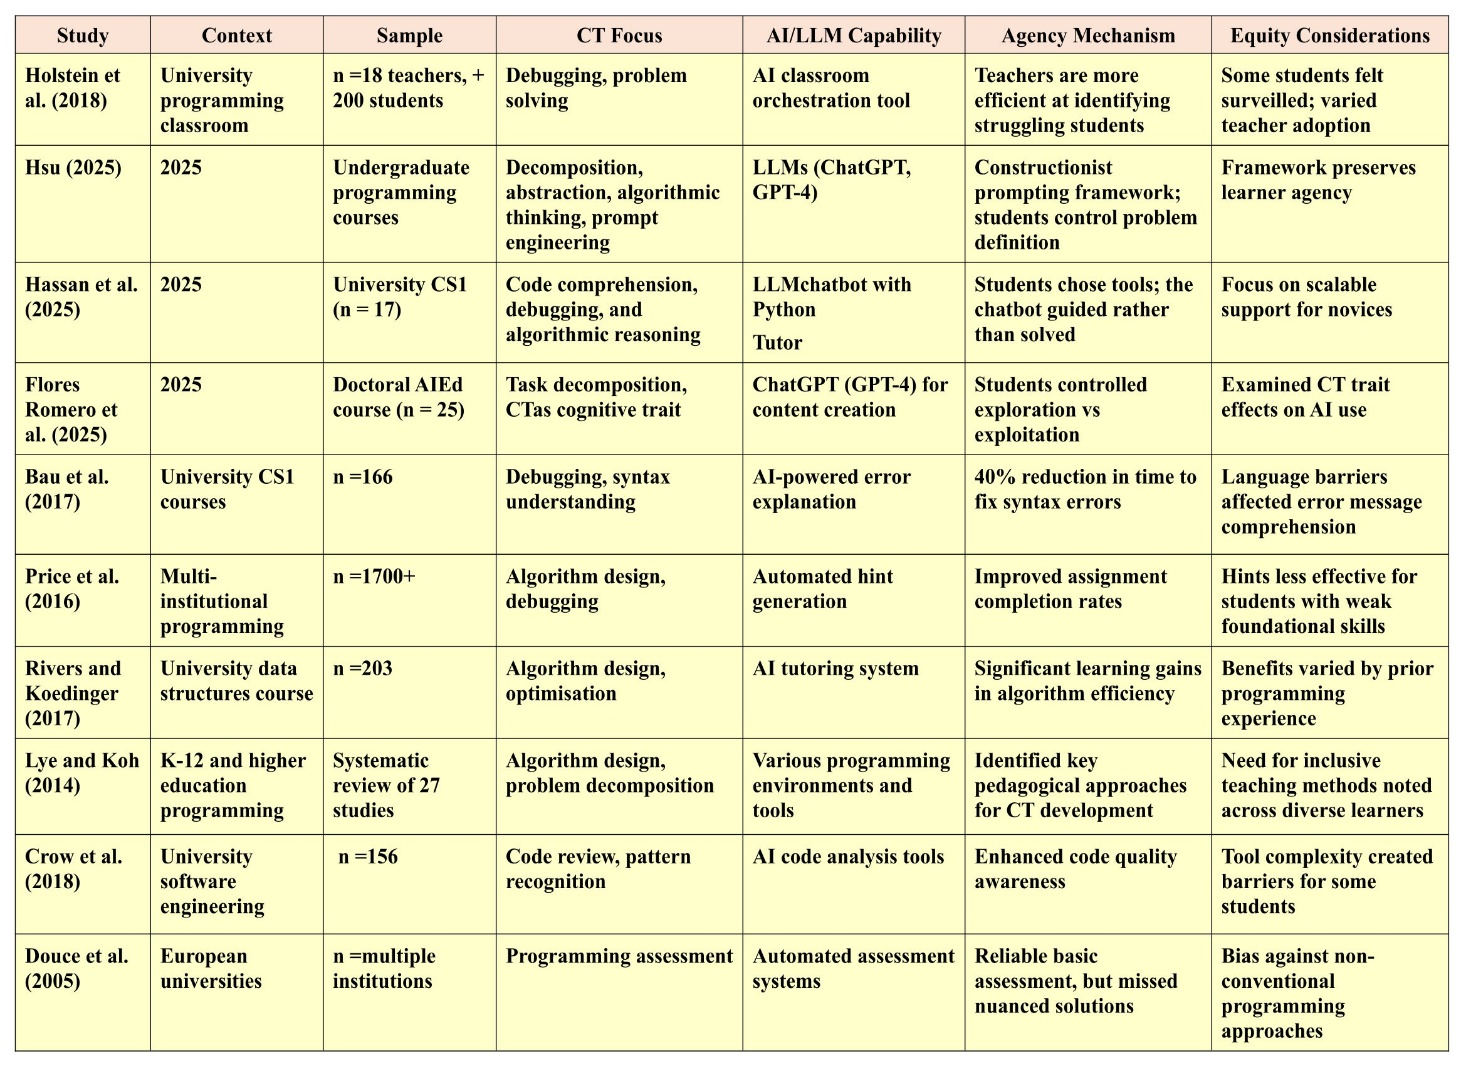 Study Context Sample CT Focus AI/LLM Capability Agency Mechanism Equity Considerations
Holstein et
al. (2018)
University
programming
classroom
n =18 teachers, +
200 students
Debugging, problem
solving
AI classroom
orchestration tool
Teachers are more
efficient at identifying
struggling students
Some students felt
surveilled; varied
teacher adoption
Hsu (2025)
2025
Undergraduate
programming
courses
Decomposition,
abstraction, algorithmic
thinking, prompt
engineering
LLMs (ChatGPT,
GPT-4)
Constructionist
prompting framework;
students control problem
definition
Framework preserves
learner agency
Hassan et al.
(2025)
2025
University CS1
(n = 17)
Code comprehension,
debugging, and
algorithmic reasoning
LLMchatbot with
Python
Tutor
Students chose tools; the
chatbot guided rather
than solved
Focus on scalable
support for novices
Flores
Romero et
al. (2025)
2025
Doctoral AIEd
course (n = 25)
Task decomposition,
CTas cognitive trait
ChatGPT (GPT-4) for
content creation
Students controlled
exploration vs
exploitation
Examined CT trait
effects on AI use
Bau et al.
(2017)
University CS1
courses
n =166
Debugging, syntax
understanding
AI-powered error
explanation
40% reduction in time to
fix syntax errors
Language barriers
affected error message
comprehension
Price et al.
(2016)
Multi-
institutional
programming
n =1700+
Algorithm design,
debugging
Automated hint
generation
Improved assignment
completion rates
Hints less effective for
students with weak
foundational skills
Rivers and
Koedinger
(2017)
University data
structures course
n =203
Algorithm design,
optimisation
AI tutoring system
Significant learning gains
in algorithm efficiency
Benefits varied by prior
programming
experience
Lye and Koh
(2014)
K-12 and higher
education
programming
Systematic
review of 27
studies
Algorithm design,
problem decomposition
Various programming
environments and
tools
Identified key
pedagogical approaches
for CT development
Need for inclusive
teaching methods noted
across diverse learners
Crow et al.
(2018)
University
software
engineering
n =156
Code review, pattern
recognition
AI code analysis tools
Enhanced code quality
awareness
Tool complexity created
barriers for some
students
Douce et al.
(2005)
European
universities
n =multiple
institutions
Programming assessment
Automated assessment
systems
Reliable basic
assessment, but missed
nuanced solutions
Bias against non-
conventional
programming
approaches